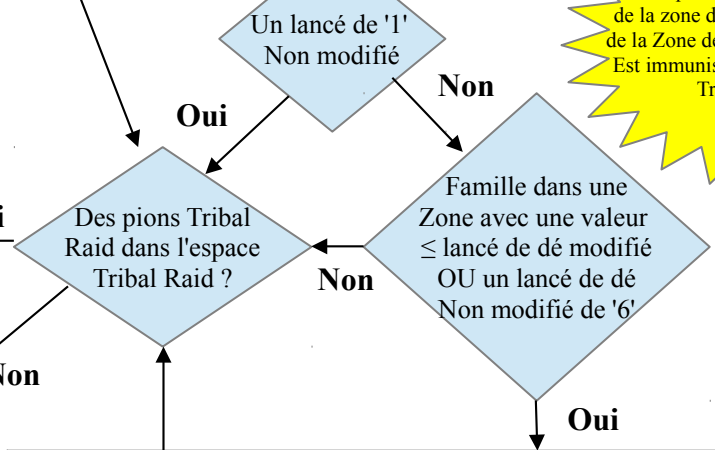 de la zone d
de la Zone de
Est immunis
Tr
Un lancé de '1'
Non modifié
Oui
Non
Famille dans une
Zone avec une valeur
≤ lancé de dé modifié
OU un lancé de dé
Non modifié de '6'
Des pions Tribal
Raid dans l'espace
Tribal Raid ?
i
Non
Non
Oui